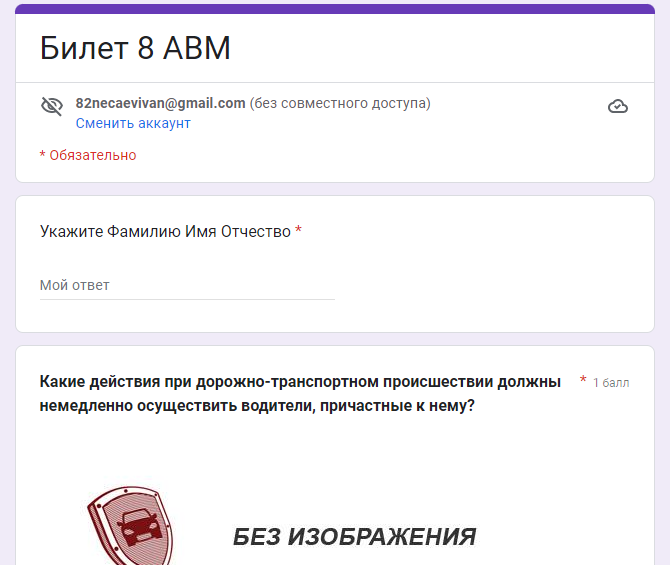 Билет 8 АВМ
82necaevivan@gmail.com (без совместного доступа)
Сменить аккаунт
* Обязательно
Укажите Фамилию Имя Отчество *
Мой ответ
Какие действия при дорожно-транспортном происшествии должны * 1 балл
немедленно осуществить водители, причастные к нему?
БЕЗ ИЗОБРАЖЕНИЯ